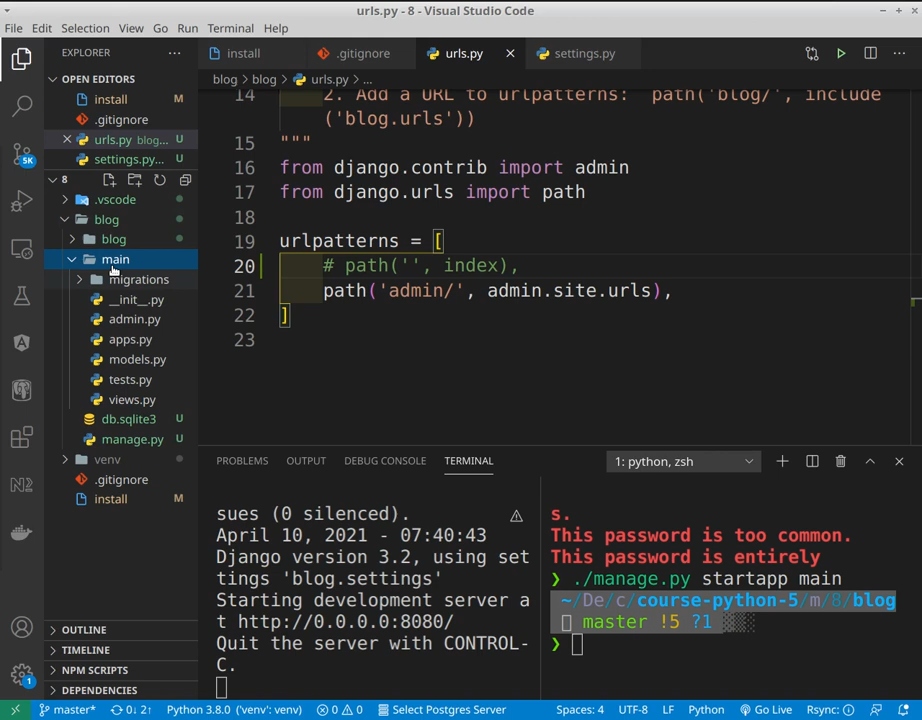 urls.py - 8 - Visual Studio Code
File Edit Selection View Go Run Terminal Help
EXPLORER
OPEN EDITORS
install M
.gitignore
urls.py blog... U
settings.py... U
8
.vscode
blog
blog
main
migrations
__init__.py
admin.py
apps.py
models.py
tests.py
views.py
db.sqlite3 U
manage.py U
venv
.gitignore
install M
OUTLINE
TIMELINE
NPM SCRIPTS
DEPENDENCIES
5K
1
install .gitignore urls.py settings.py
blog > blog > urls.py > ...
14 2. Add a URL to urlpatterns:  path('blog/', include
('blog.urls'))
15 """
16 from django.contrib import admin
17 from django.urls import path
18
19 urlpatterns = [
20 # path('', index),
21 path('admin/', admin.site.urls),
22 ]
23
PROBLEMS OUTPUT DEBUG CONSOLE TERMINAL 1: python, zsh
sues (0 silenced).
April 10, 2021 - 07:40:43
Django version 3.2, using set
tings 'blog.settings'
Starting development server a
t http://0.0.0.0:8080/
Quit the server with CONTROL-
C.
s.
This password is too common.
This password is entirely
❯ ./manage.py startapp main
~/De/c/course-python-5/m/8/blog
master !5 ?1
❯
master* 0↓ 2↑ Python 3.8.0 ('venv': venv) 0 0 Select Postgres Server Spaces: 4 UTF-8 LF Python Go Live Rsync: